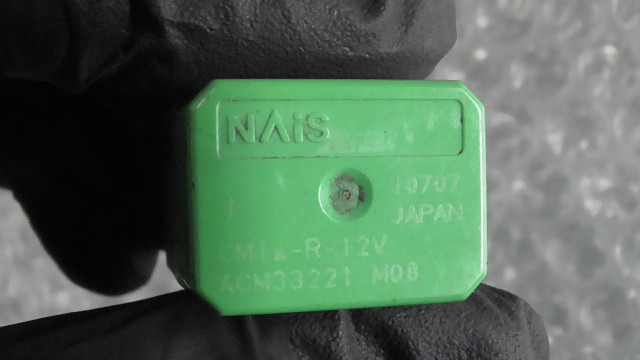 NAiS
10707
JAPAN
CM1a-R-12V
ACM33221 M08